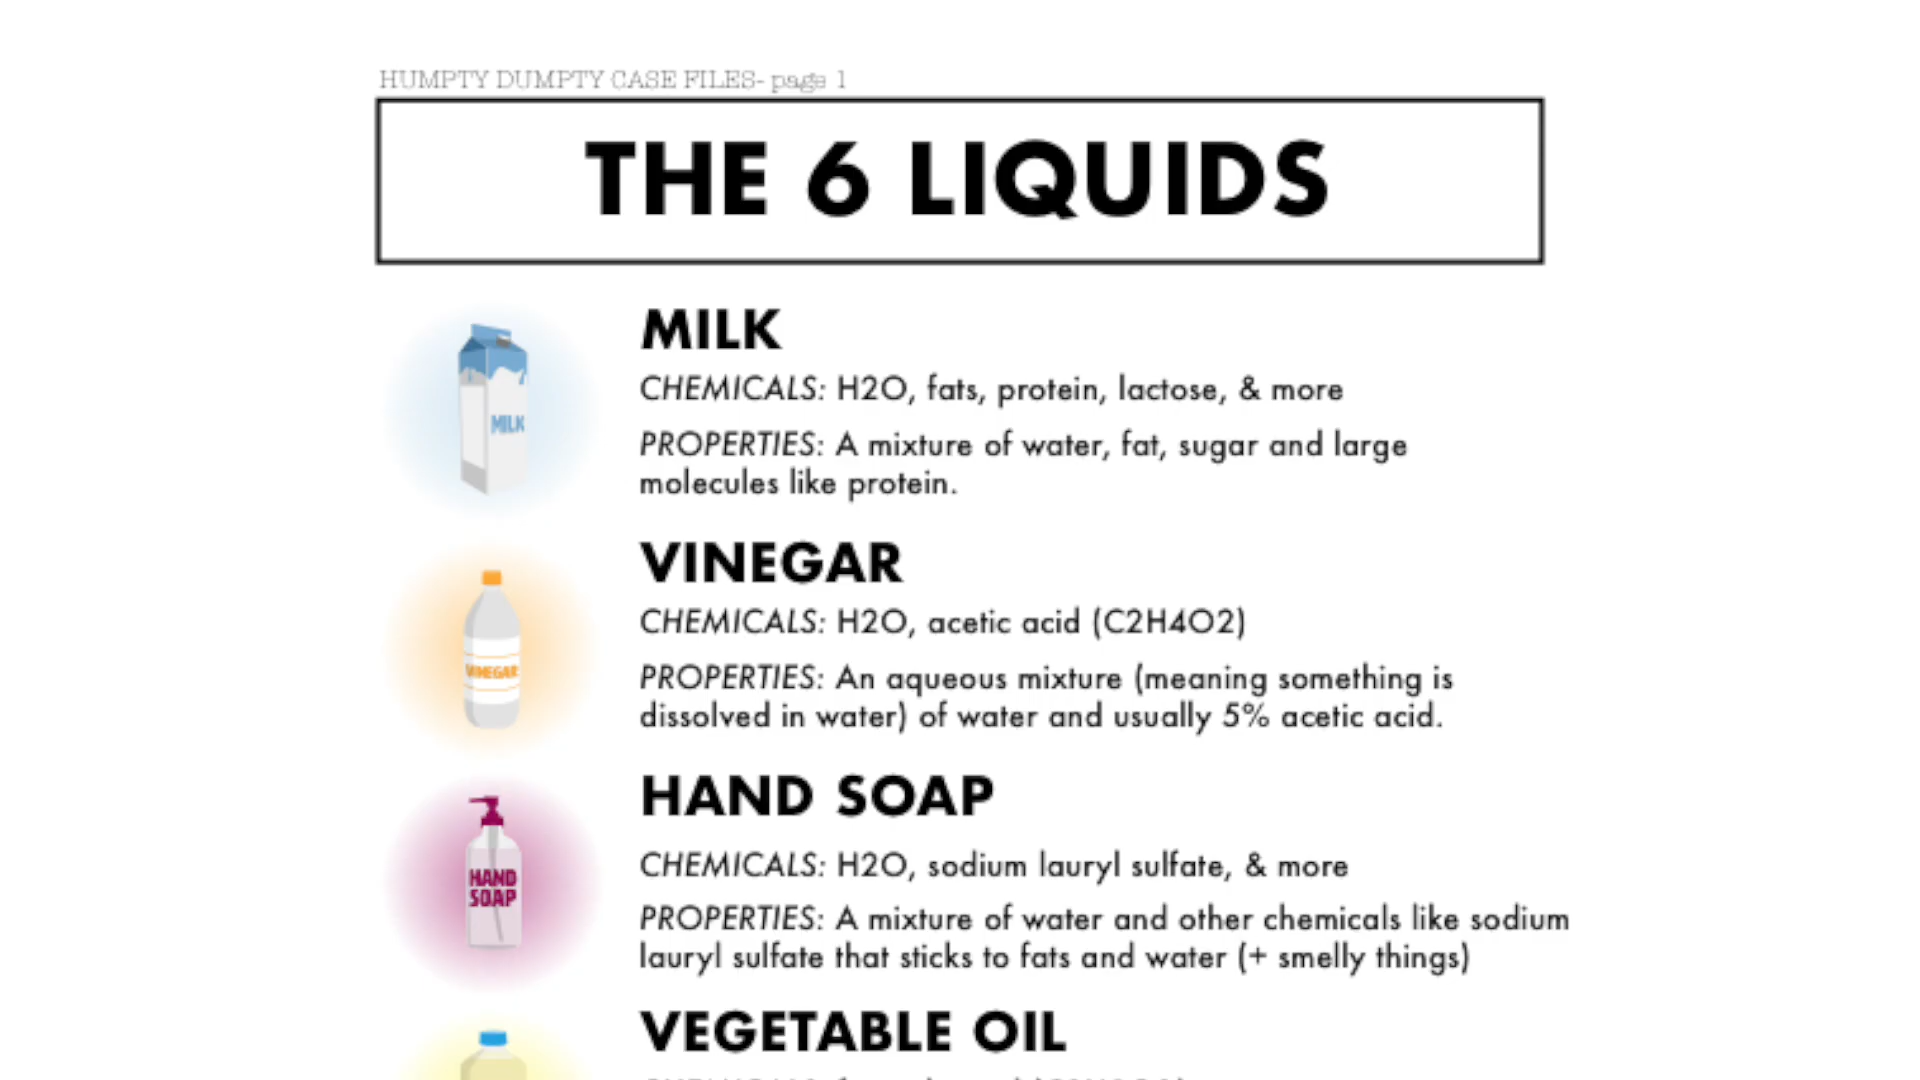 HUMPTY DUMPTY CASE FILES- page 1
THE 6 LIQUIDS
MILK
CHEMICALS: H2O, fats, protein, lactose, & more
PROPERTIES: A mixture of water, fat, sugar and large
molecules like protein.
MILK
VINEGAR
CHEMICALS: H2O, acetic acid (C2H4O2)
PROPERTIES: An aqueous mixture (meaning something is
dissolved in water) of water and usually 5% acetic acid.
VINEGAR
HAND SOAP
CHEMICALS: H2O, sodium lauryl sulfate, & more
PROPERTIES: A mixture of water and other chemicals like sodium
lauryl sulfate that sticks to fats and water (+ smelly things)
HAND
SOAP
VEGETABLE OIL